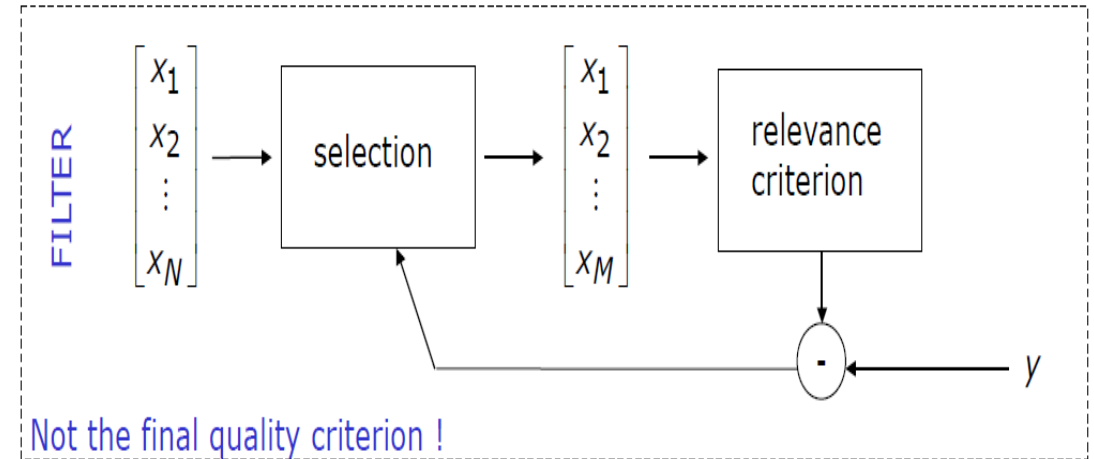 FILTER
x1
x2
⋮
xN
selection
x1
x2
⋮
xM
relevance
criterion
-
y
Not the final quality criterion !